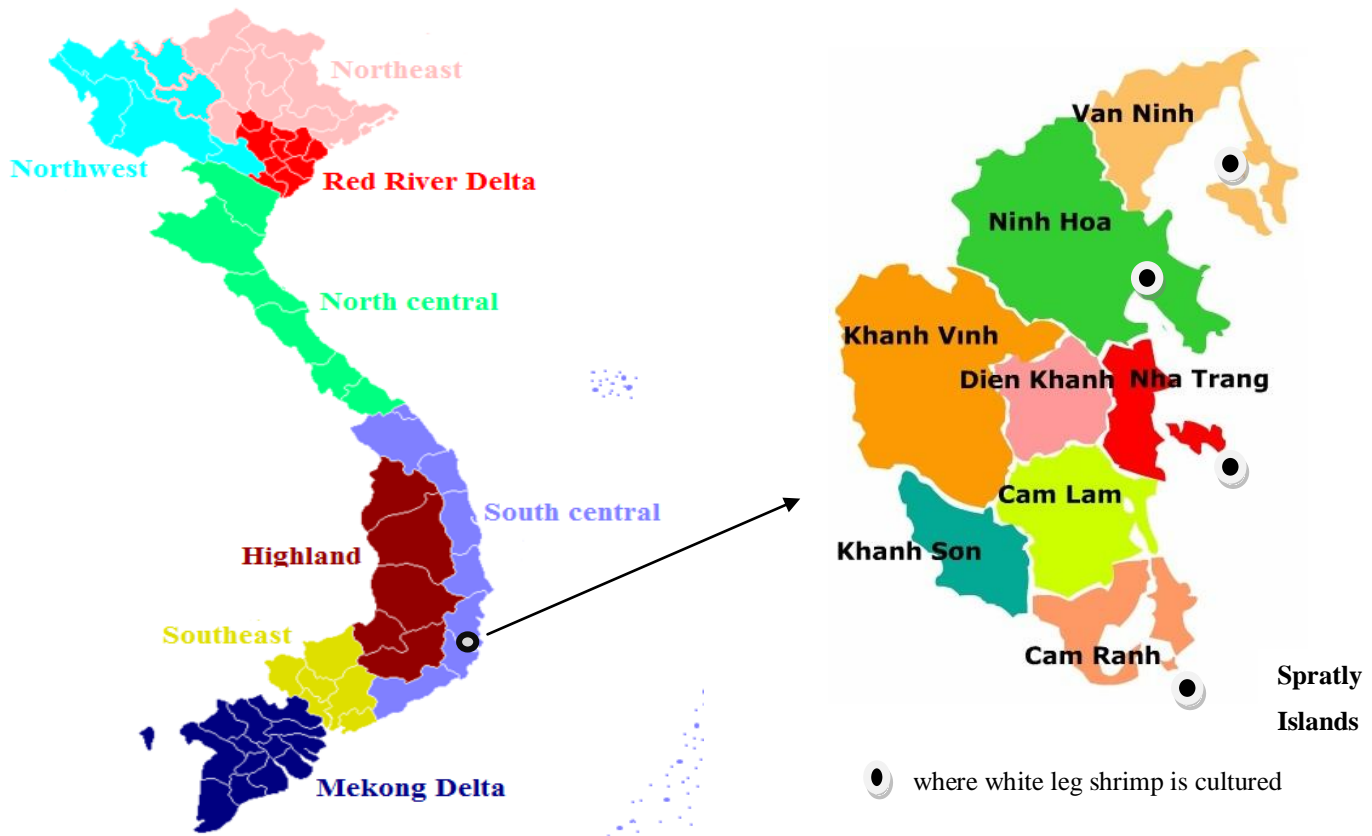 Northeast
Northwest
Red River Delta
North central
South central
Highland
Southeast
Mekong Delta
Van Ninh
Ninh Hoa
Khanh Vınh
Dien Khanh
Nha Trang
Cam Lam
Khanh Son
Cam Ranh
Spratly
Islands
where white leg shrimp is cultured